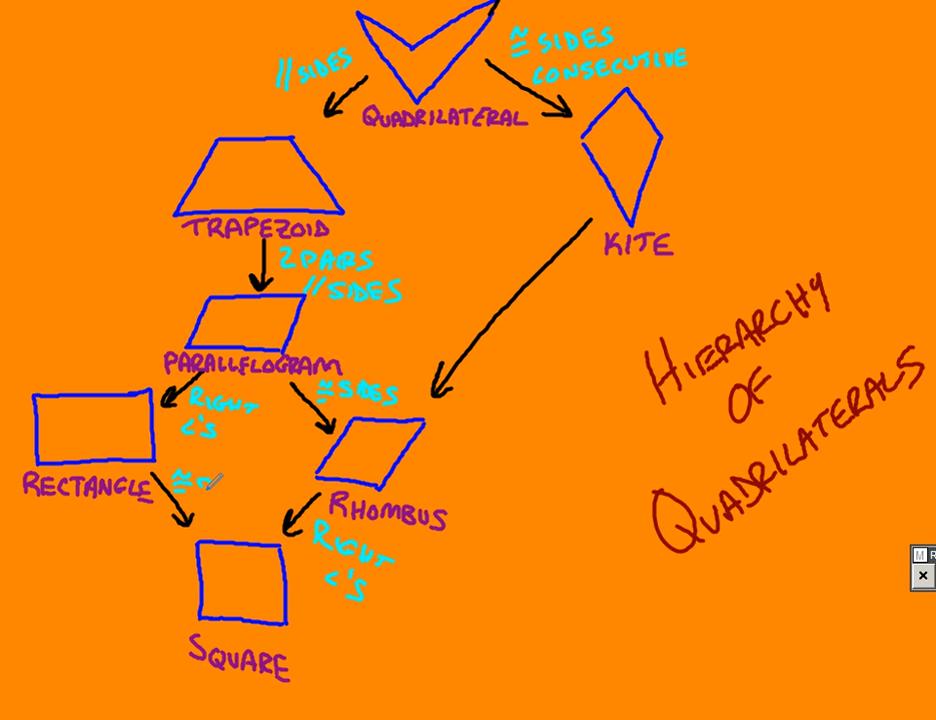 // SIDES
≅ SIDES
CONSECUTIVE
QUADRILATERAL
TRAPEZOID
KITE
2 PAIRS
// SIDES
PARALLELOGRAM
RIGHT
<'S
≅ SIDES
RECTANGLE
≅
RHOMBUS
RIGHT
<'S
SQUARE
HIERARCHY
OF
QUADRILATERALS
M R